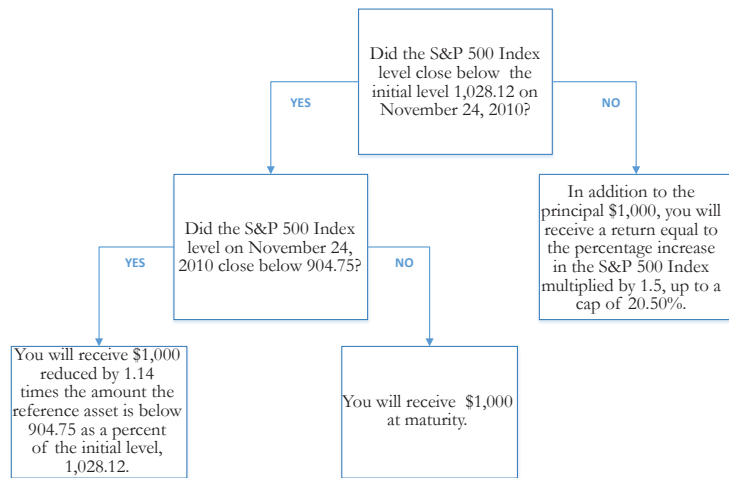 Did the S&P 500 Index
level close below the
initial level 1,028.12 on
November 24, 2010?
YES
NO
Did the S&P 500 Index
level on November 24,
2010 close below 904.75?
In addition to the
principal $1,000, you will
receive a return equal to
the percentage increase
in the S&P 500 Index
multiplied by 1.5, up to a
cap of 20.50%.
YES
NO
You will receive $1,000
reduced by 1.14
times the amount the
reference asset is below
904.75 as a percent
of the initial level,
1,028.12.
You will receive $1,000
at maturity.